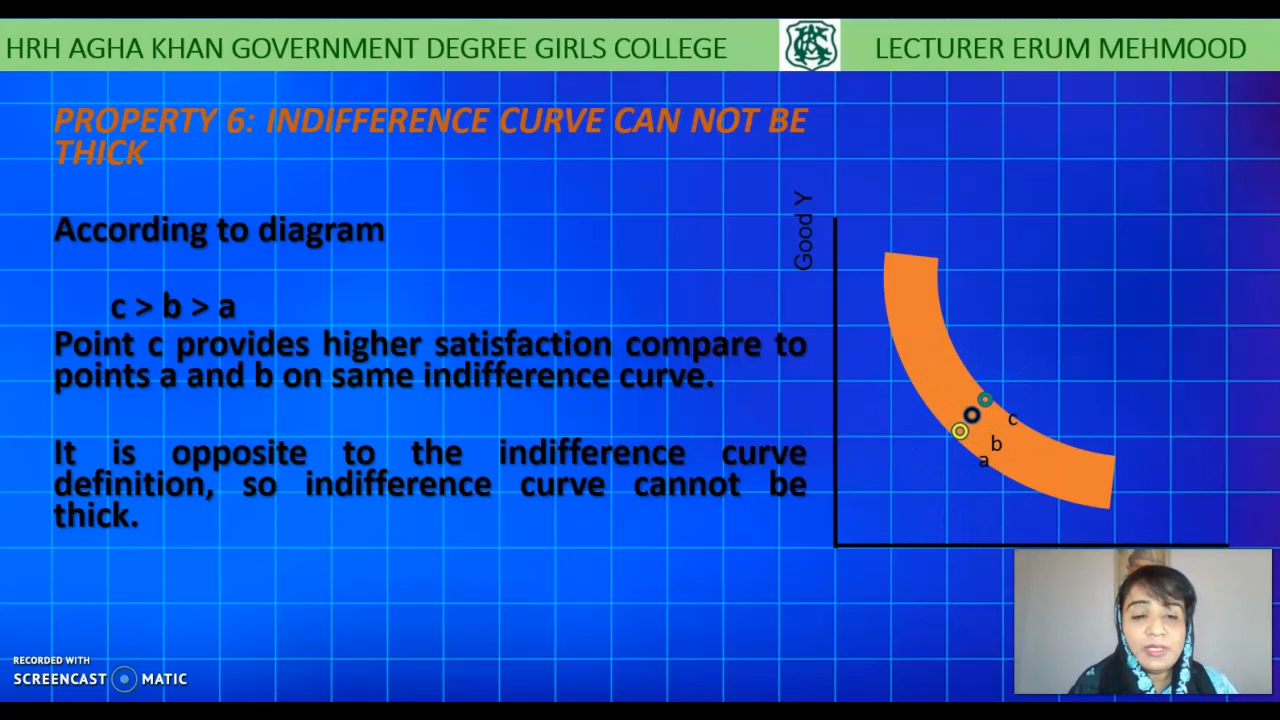 HRH AGHA KHAN GOVERNMENT DEGREE GIRLS COLLEGE
LECTURER ERUM MEHMOOD
PROPERTY 6: INDIFFERENCE CURVE CAN NOT BE
THICK
According to diagram
c > b > a
Point c provides higher satisfaction compare to
points a and b on same indifference curve.
It is opposite to the indifference curve
definition, so indifference curve cannot be
thick.
Good Y
c
b
a
RECORDED WITH
SCREENCAST MATIC